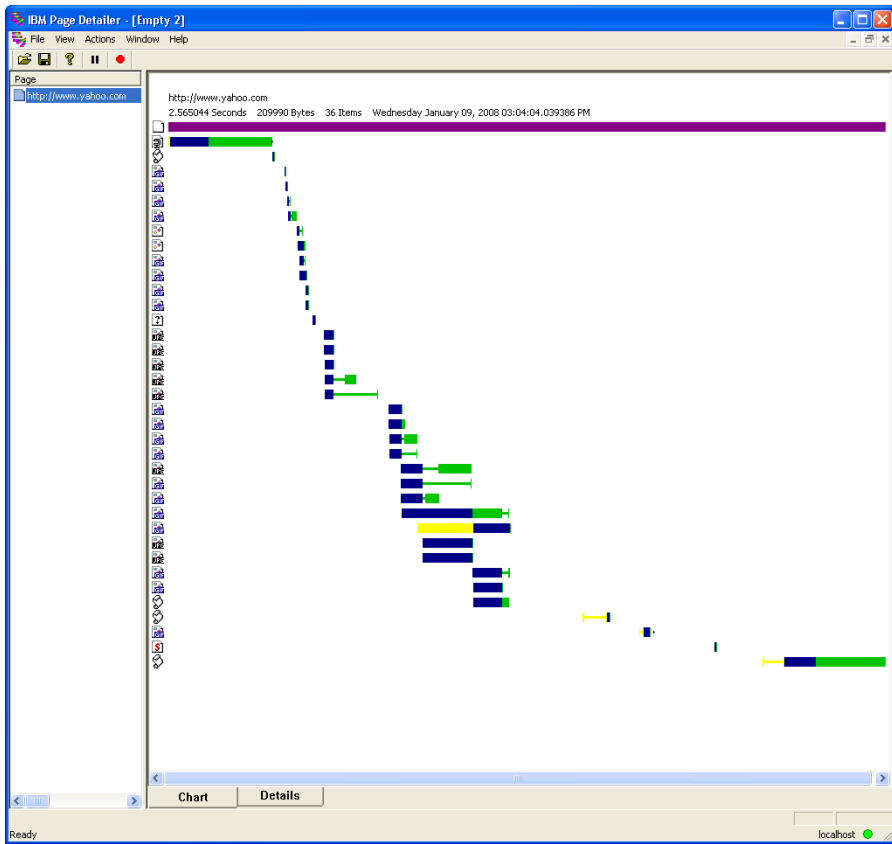 IBM Page Detailer - [Empty 2]
File View Actions Window Help
Page
http://www.yahoo.com
http://www.yahoo.com
2.565044 Seconds 209990 Bytes 36 Items Wednesday January 09, 2008 03:04:04.039386 PM
Chart Details
Ready localhost